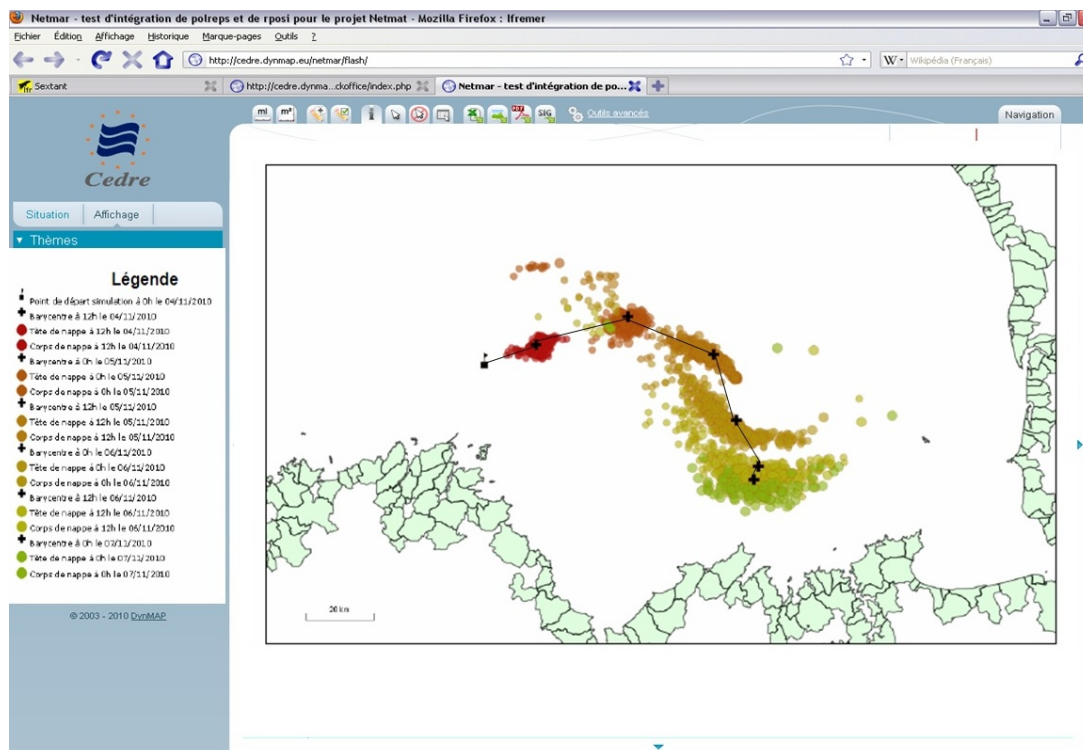 Netmar - test d'intégration de polreps et de rposi pour le projet Netmat - Mozilla Firefox : Ifremer
Fichier Édition Affichage Historique Marque-pages Outils ?
http://cedre.dynmap.eu/netmar/flash/
W Wikipédia (Français)
Sextant
http://cedre.dynma...ckoffice/index.php
Netmar - test d'intégration de po...
ml m² i PDF SIG Outils avancés
Navigation
Cedre
Situation Affichage
Thèmes
Légende
Point de départ simulation à 0h le 04/11/2010
Barycentre à 12h le 04/11/2010
Tête de nappe à 12h le 04/11/2010
Corps de nappe à 12h le 04/11/2010
Barycentre à 0h le 05/11/2010
Tête de nappe à 0h le 05/11/2010
Corps de nappe à 0h le 05/11/2010
Barycentre à 12h le 05/11/2010
Tête de nappe à 12h le 05/11/2010
Corps de nappe à 12h le 05/11/2010
Barycentre à 0h le 06/11/2010
Tête de nappe à 0h le 06/11/2010
Corps de nappe à 0h le 06/11/2010
Barycentre à 12h le 06/11/2010
Tête de nappe à 12h le 06/11/2010
Corps de nappe à 12h le 06/11/2010
Barycentre à 0h le 07/11/2010
Tête de nappe à 0h le 07/11/2010
Corps de nappe à 0h le 07/11/2010
20 km
© 2003 - 2010 DynMAP